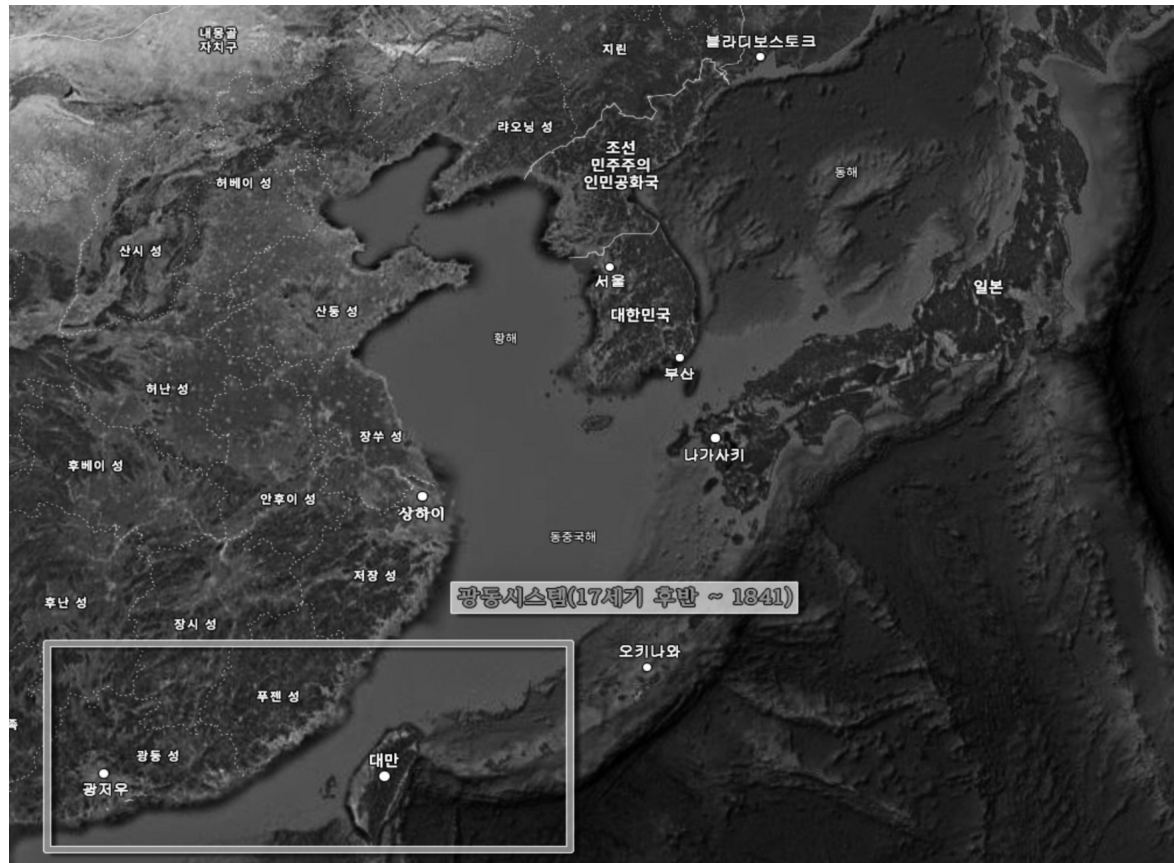 내몽골
자치구
지린
블라디보스토크
랴오닝 성
조선
민주주의
인민공화국
동해
허베이 성
산시 성
서울
일본
산둥 성
대한민국
황해
부산
허난 성
장쑤 성
나가사키
후베이 성
안후이 성
상하이
동중국해
저장 성
광동시스템(17세기 후반 ~ 1841)
후난 성
장시 성
오키나와
푸젠 성
족
광둥 성
대만
광저우